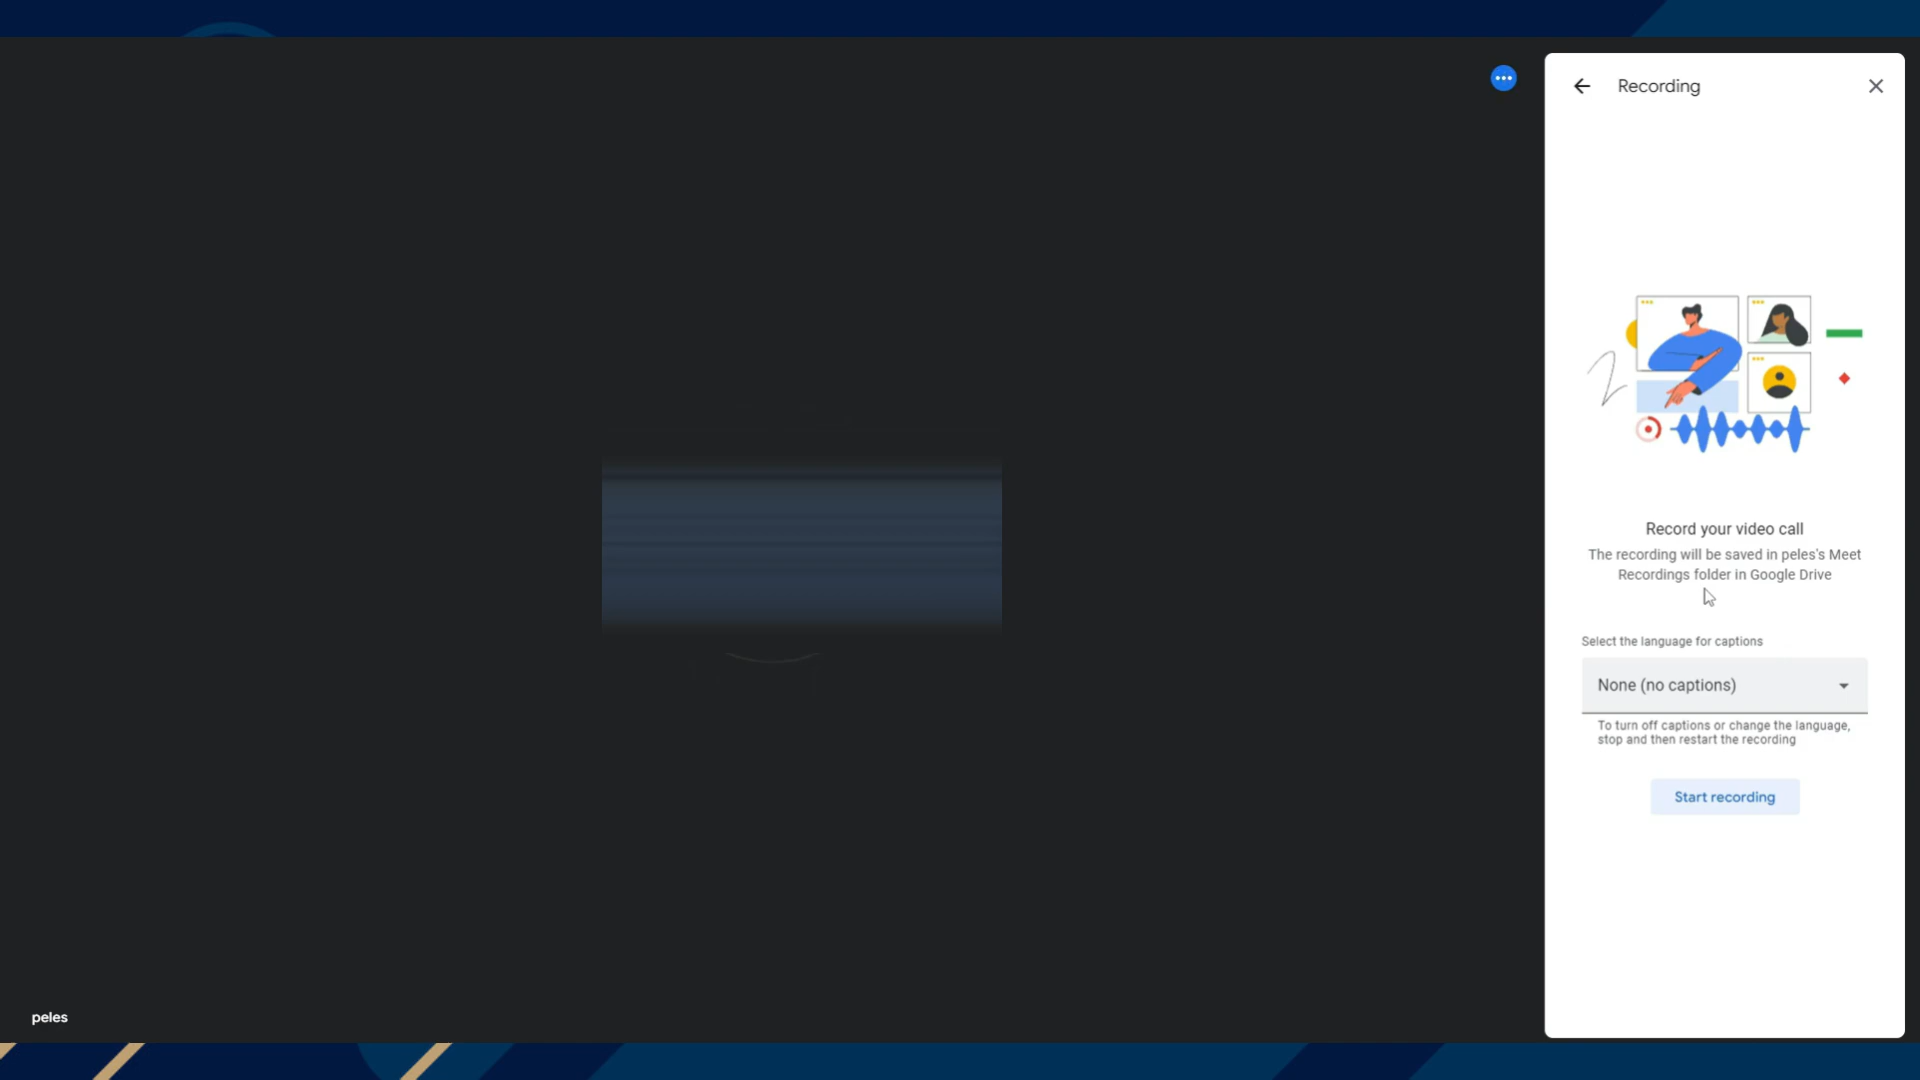 Recording
Record your video call
The recording will be saved in peles's Meet
Recordings folder in Google Drive
Select the language for captions
None (no captions)
To turn off captions or change the language,
stop and then restart the recording
Start recording
peles